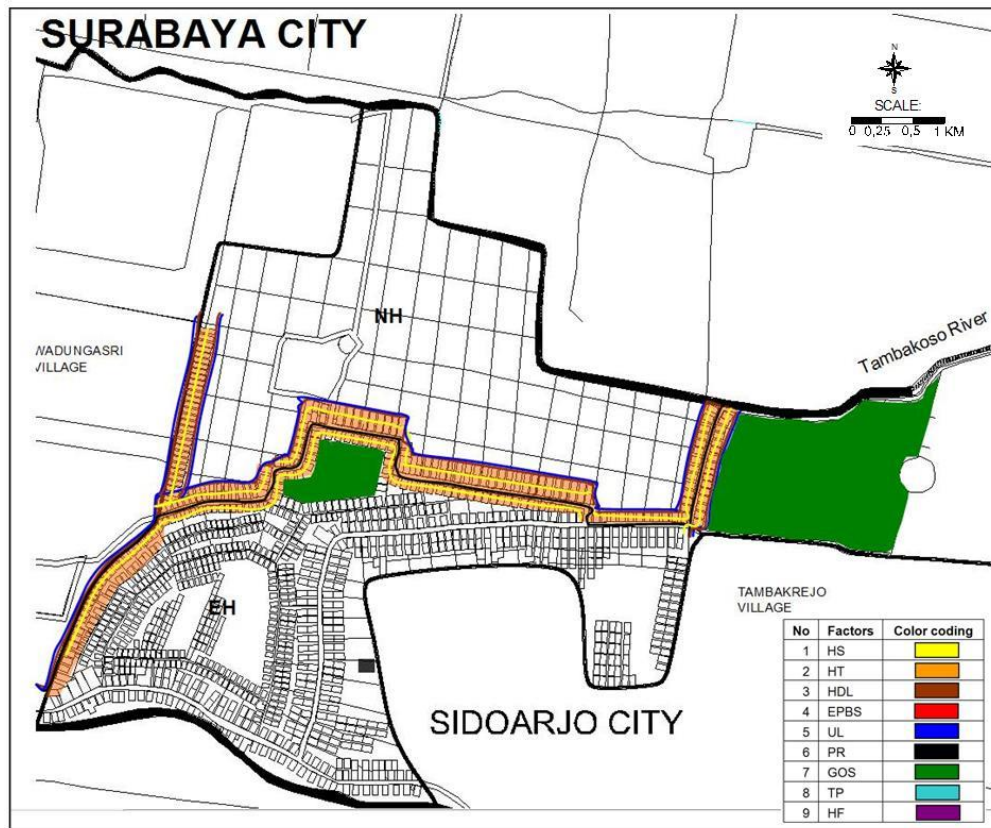 SURABAYA CITY
N
S
SCALE:
0 0,25 0,5 1 KM
NH
WADUNGASRI
VILLAGE
Tambakoso River
EH
TAMBAKREJO
VILLAGE
SIDOARJO CITY
No Factors Color coding
1 HS
2 HT
3 HDL
4 EPBS
5 UL
6 PR
7 GOS
8 TP
9 HF